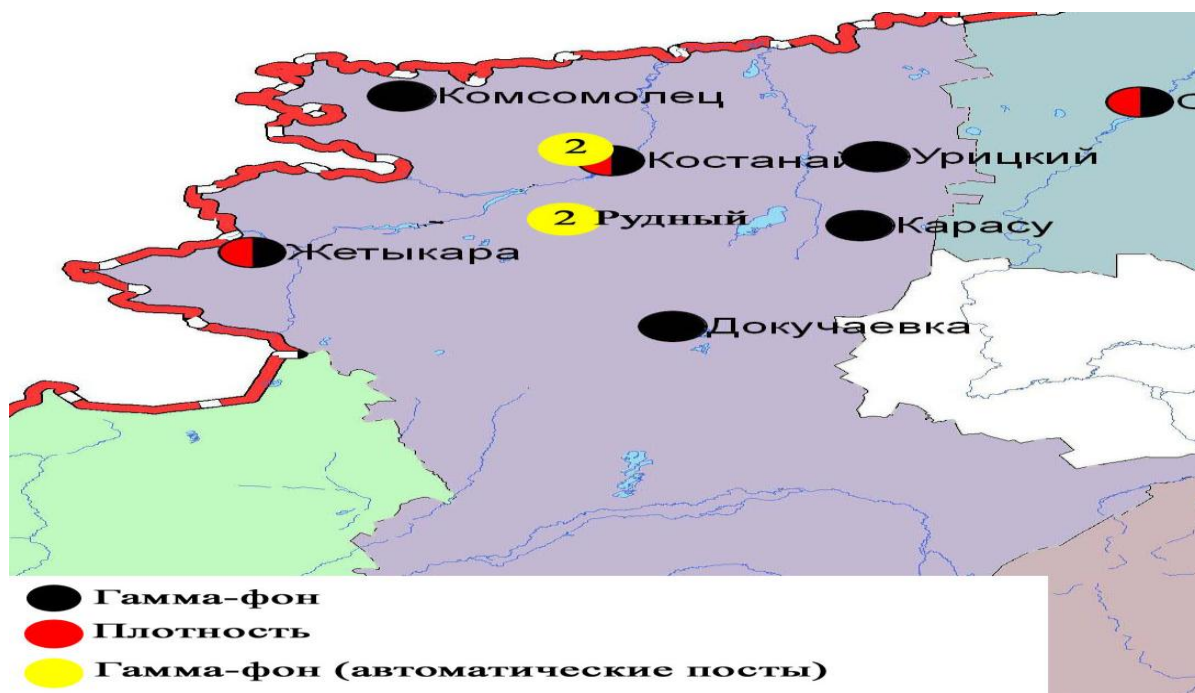 Комсомолец
С
2
Костанай
Урицкий
2 Рудный
Карасу
Жетыкара
Докучаевка
Гамма-фон
Плотность
Гамма-фон (автоматические посты)